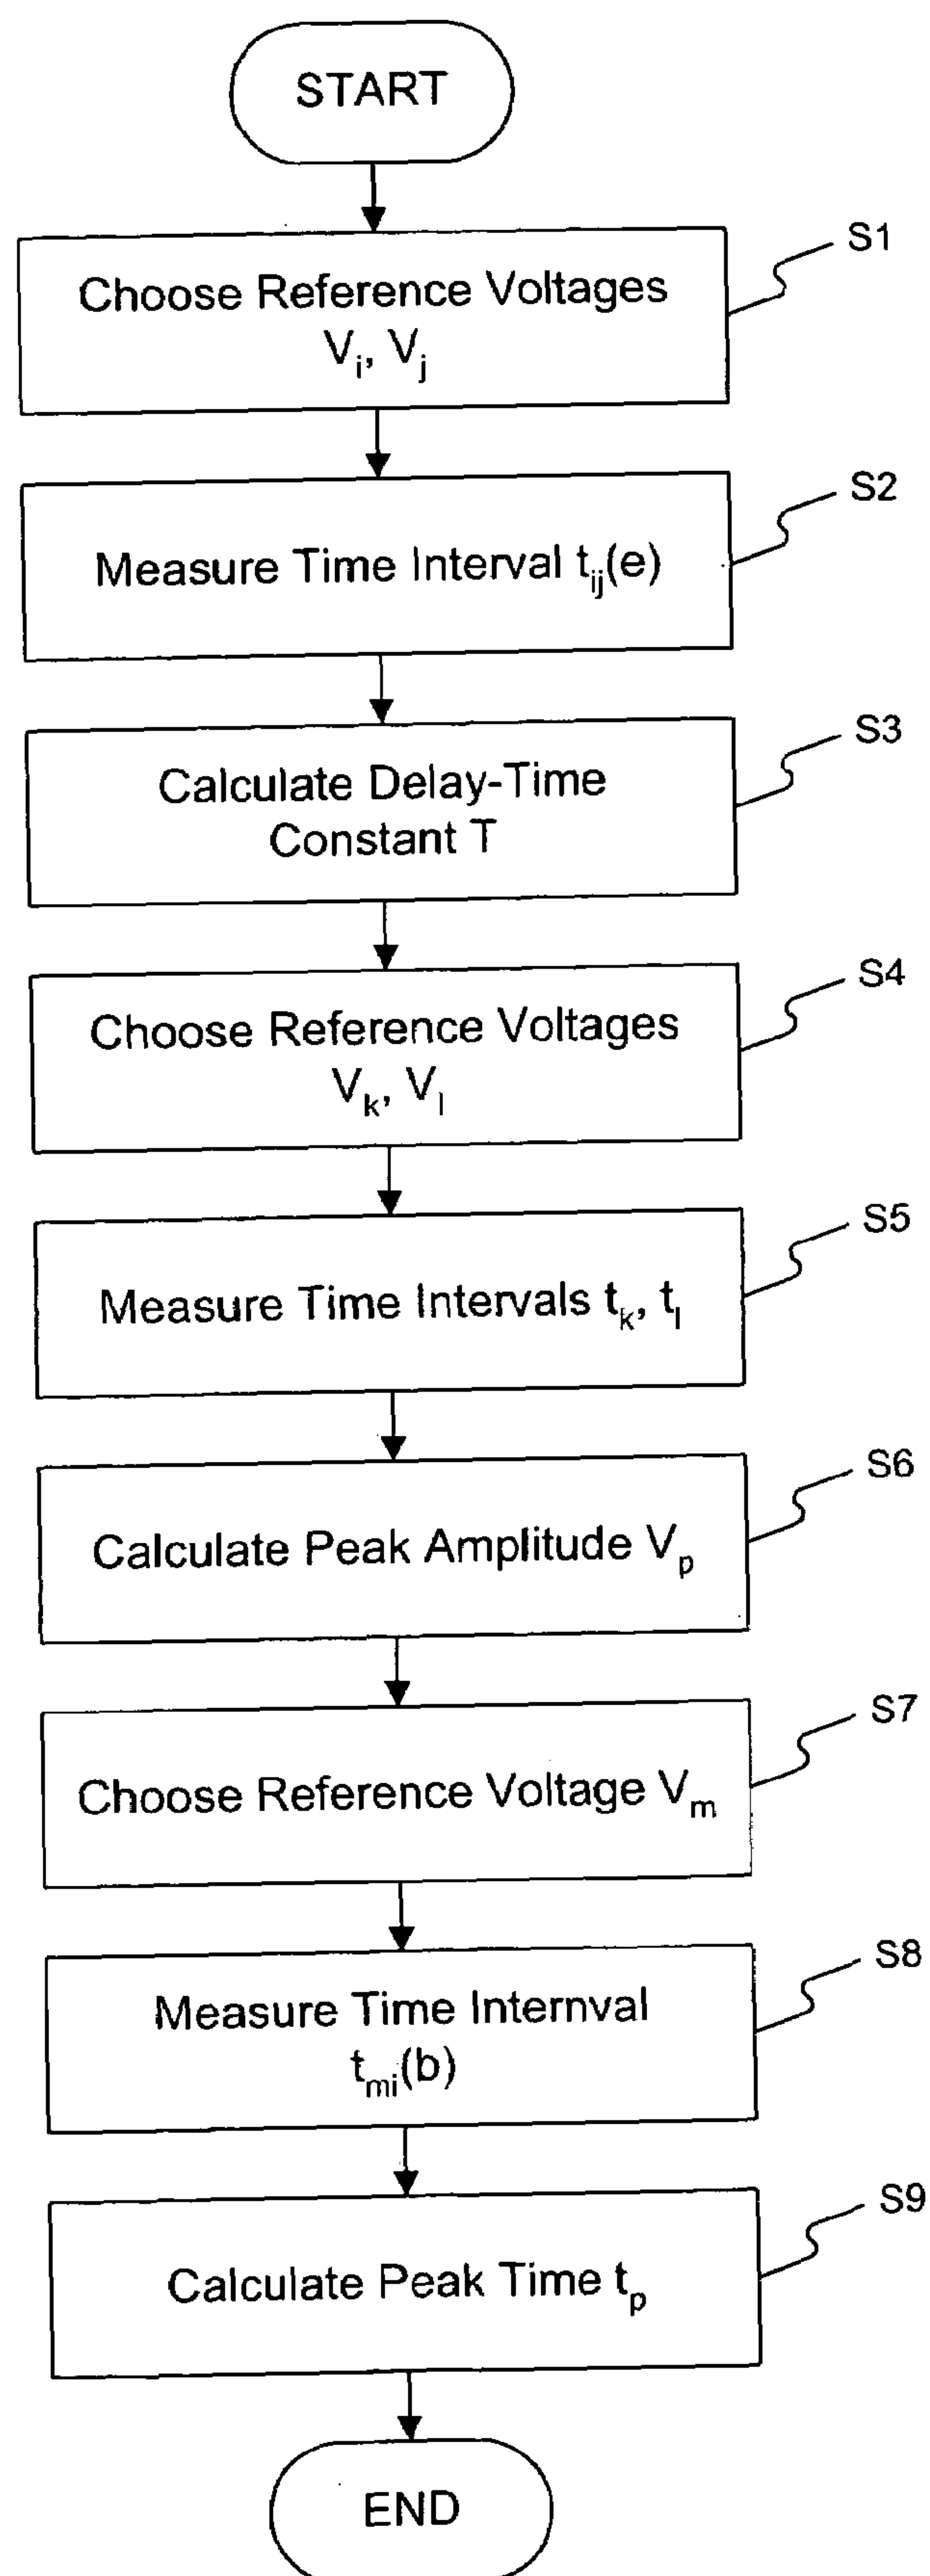 START
S1
Choose Reference Voltages
Vi, Vj
S2
Measure Time Interval tij(e)
S3
Calculate Delay-Time
Constant T
S4
Choose Reference Voltages
Vk, Vl
S5
Measure Time Intervals tk, tl
S6
Calculate Peak Amplitude Vp
S7
Choose Reference Voltage Vm
S8
Measure Time Internval
tmi(b)
S9
Calculate Peak Time tp
END